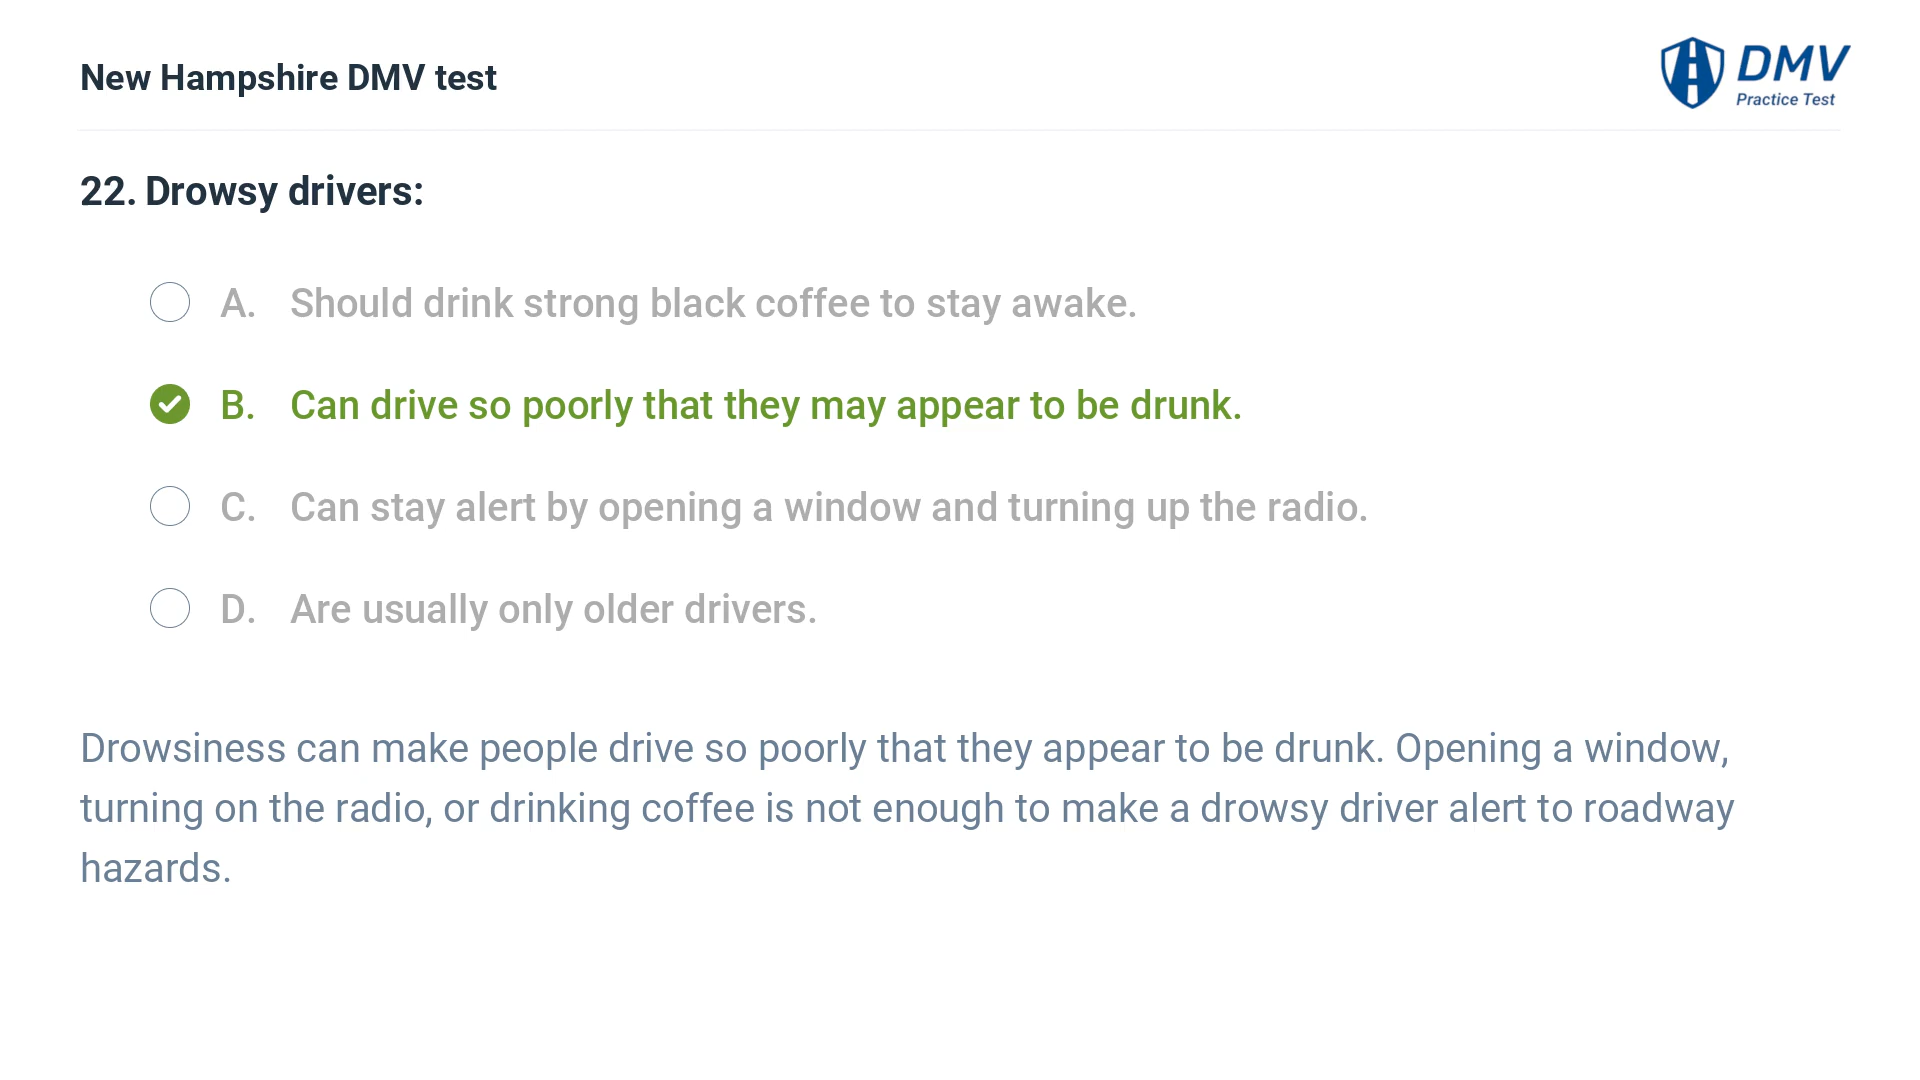 New Hampshire DMV test
DMV
Practice Test
22. Drowsy drivers:
A. Should drink strong black coffee to stay awake.
B. Can drive so poorly that they may appear to be drunk.
C. Can stay alert by opening a window and turning up the radio.
D. Are usually only older drivers.
Drowsiness can make people drive so poorly that they appear to be drunk. Opening a window,
turning on the radio, or drinking coffee is not enough to make a drowsy driver alert to roadway
hazards.